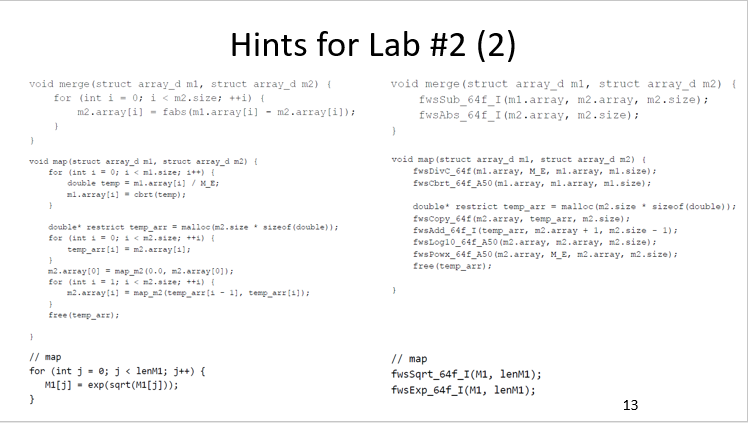 Hints for Lab #2 (2)
void merge(struct array_d m1, struct array_d m2) {
for (int i = 0; i < m2.size; ++i) {
m2.array[i] = fabs(m1.array[i] - m2.array[i]);
}
}
void map(struct array_d m1, struct array_d m2) {
for (int i = 0; i < m1.size; i++) {
double temp = m1.array[i] / M_E;
m1.array[i] = cbrt(temp);
}
double* restrict temp_arr = malloc(m2.size * sizeof(double));
for (int i = 0; i < m2.size; ++i) {
temp_arr[i] = m2.array[i];
}
m2.array[0] = map_m2(0.0, m2.array[0]);
for (int i = 1; i < m2.size; ++i) {
m2.array[i] = map_m2(temp_arr[i - 1], temp_arr[i]);
}
free(temp_arr);
}
// map
for (int j = 0; j < lenM1; j++) {
M1[j] = exp(sqrt(M1[j]));
}
void merge(struct array_d m1, struct array_d m2) {
fwsSub_64f_I(m1.array, m2.array, m2.size);
fwsAbs_64f_I(m2.array, m2.size);
}
void map(struct array_d m1, struct array_d m2) {
fwsDivC_64f(m1.array, M_E, m1.array, m1.size);
fwsCbrt_64f_A50(m1.array, m1.array, m1.size);
double* restrict temp_arr = malloc(m2.size * sizeof(double));
fwsCopy_64f(m2.array, temp_arr, m2.size);
fwsAdd_64f_I(temp_arr, m2.array + 1, m2.size - 1);
fwsLog10_64f_A50(m2.array, m2.array, m2.size);
fwsPowx_64f_A50(m2.array, M_E, m2.array, m2.size);
free(temp_arr);
}
// map
fwsSqrt_64f_I(M1, lenM1);
fwsExp_64f_I(M1, lenM1);
13